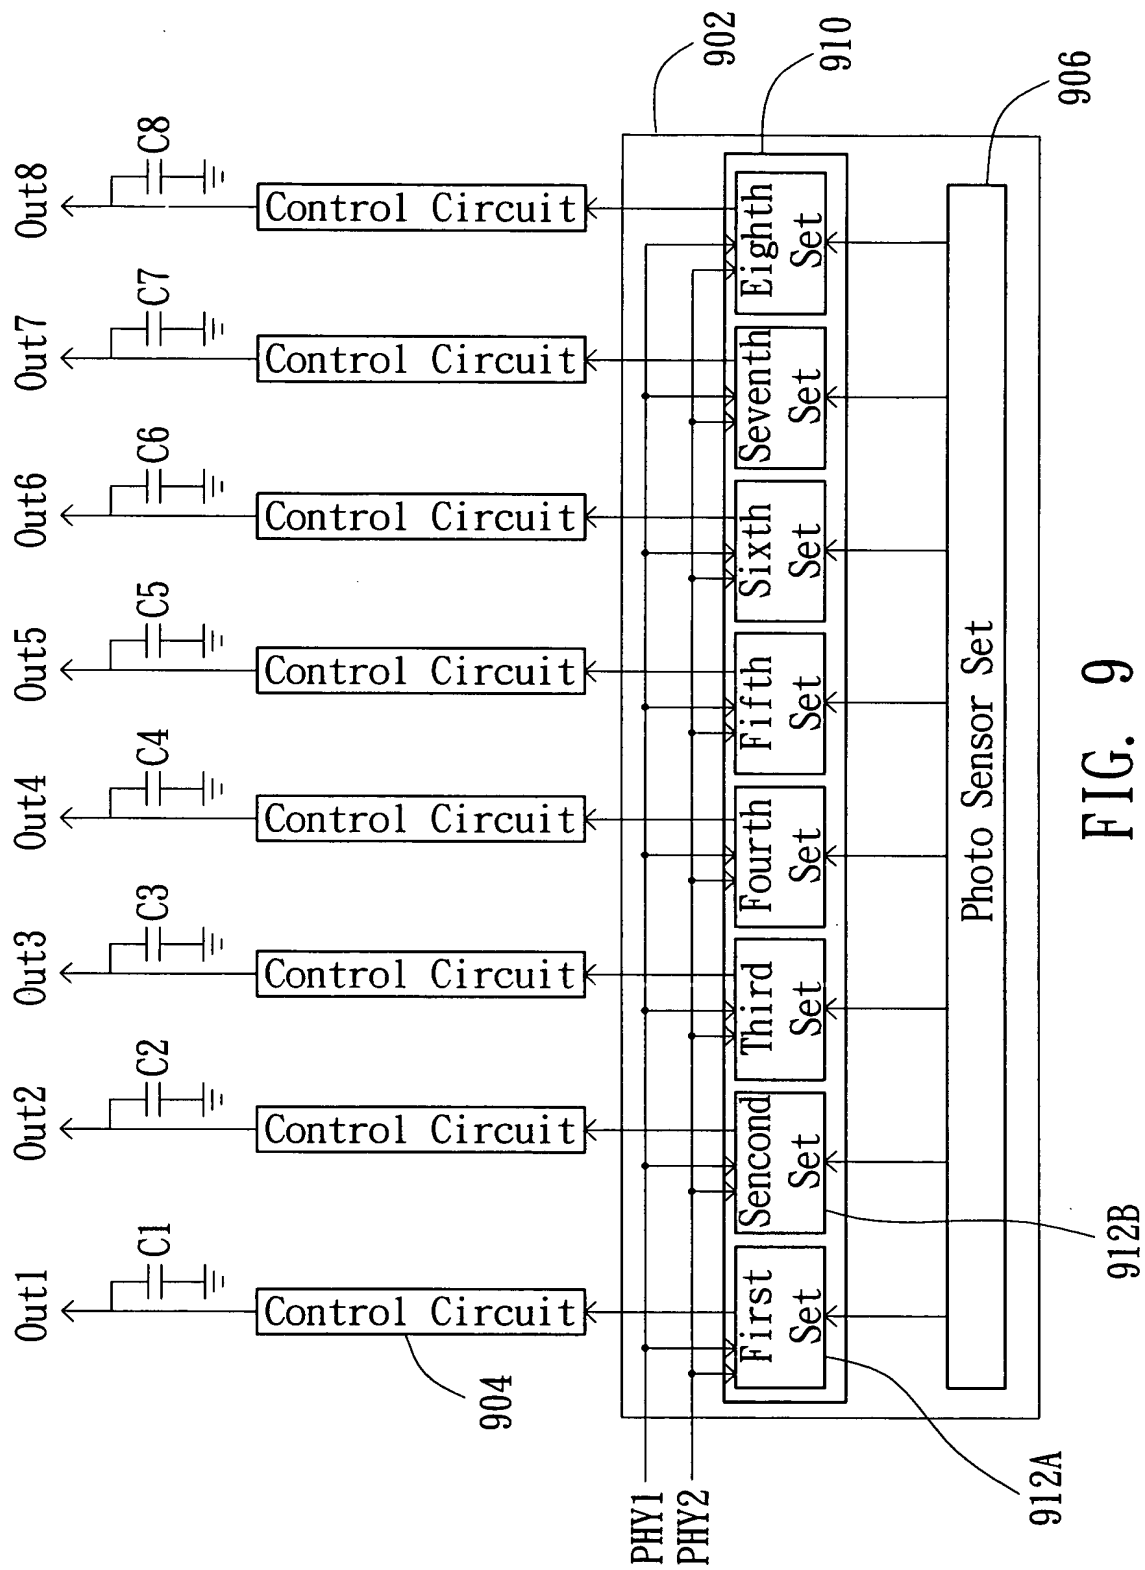 Out1
Out2
Out3
Out4
Out5
Out6
Out7
Out8
C1
C2
C3
C4
C5
C6
C7
C8
Control Circuit
Control Circuit
Control Circuit
Control Circuit
Control Circuit
Control Circuit
Control Circuit
Control Circuit
904
902
PHY1
PHY2
910
First
Set
Sencond
Set
Third
Set
Fourth
Set
Fifth
Set
Sixth
Set
Seventh
Set
Eighth
Set
Photo Sensor Set
906
912A
912B
FIG. 9